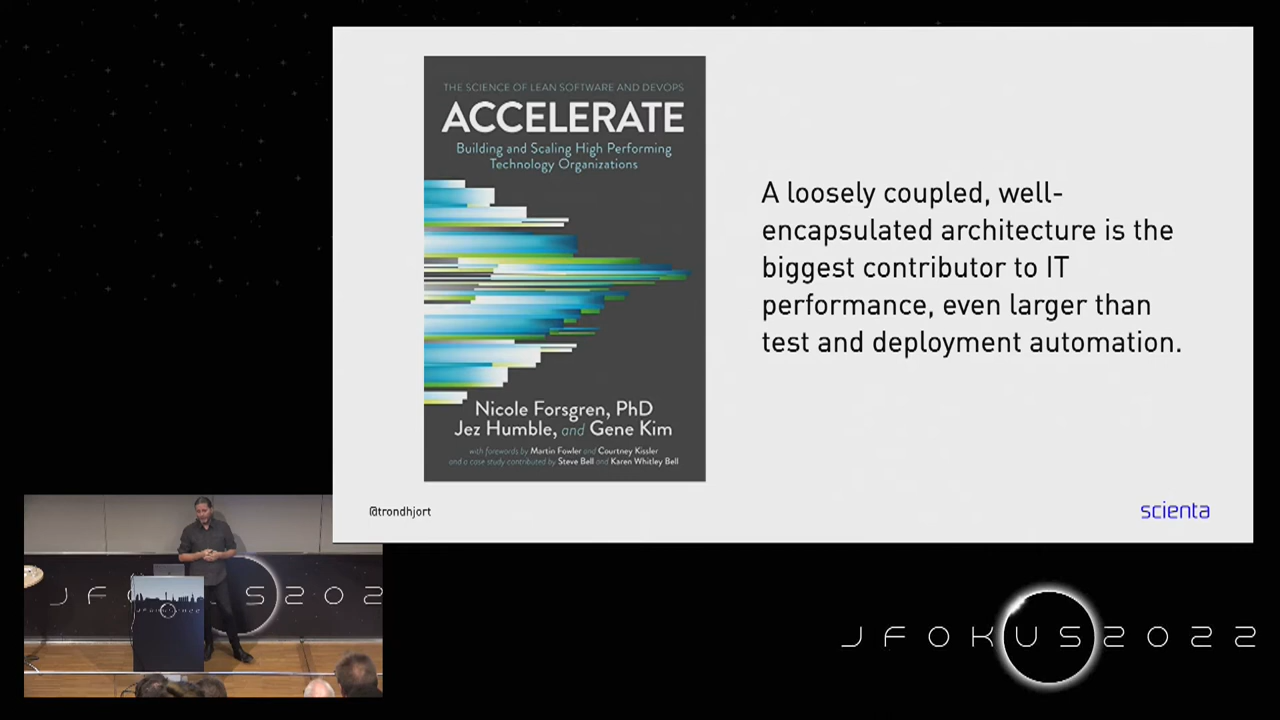 THE SCIENCE OF LEAN SOFTWARE AND DEVOPS
ACCELERATE
Building and Scaling High Performing
Technology Organizations
Nicole Forsgren, PhD
Jez Humble, and Gene Kim
with forewords by Martin Fowler and Courtney Kissler
and a case study contributed by Steve Bell and Karen Whitley Bell
A loosely coupled, well-
encapsulated architecture is the
biggest contributor to IT
performance, even larger than
test and deployment automation.
@trondhjort
scienta
JF US2022
JFOKUS2022
JFOKUS2022